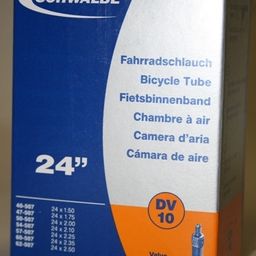 SCHWALBE
Fahrradschlauch
Bicycle Tube
Fietsbinnenband
Chambre à air
Camera d'aria
Cámara de aire
24"
DV
10
40-507 24 x 1.50
47-507 24 x 1.75
50-507 24 x 2.00
54-507 24 x 2.10
57-507 24 x 2.25
60-507 24 x 2.35
62-507 24 x 2.50
Valve